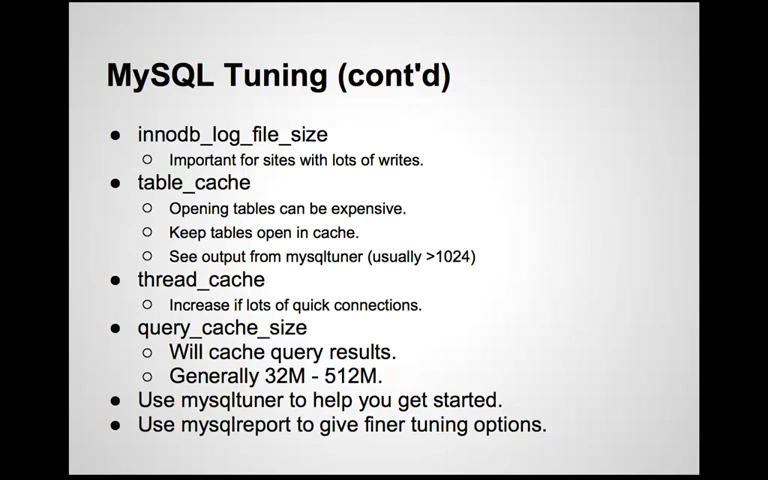 MySQL Tuning (cont'd)
● innodb_log_file_size
○ Important for sites with lots of writes.
● table_cache
○ Opening tables can be expensive.
○ Keep tables open in cache.
○ See output from mysqltuner (usually >1024)
● thread_cache
○ Increase if lots of quick connections.
● query_cache_size
○ Will cache query results.
○ Generally 32M - 512M.
● Use mysqltuner to help you get started.
● Use mysqlreport to give finer tuning options.